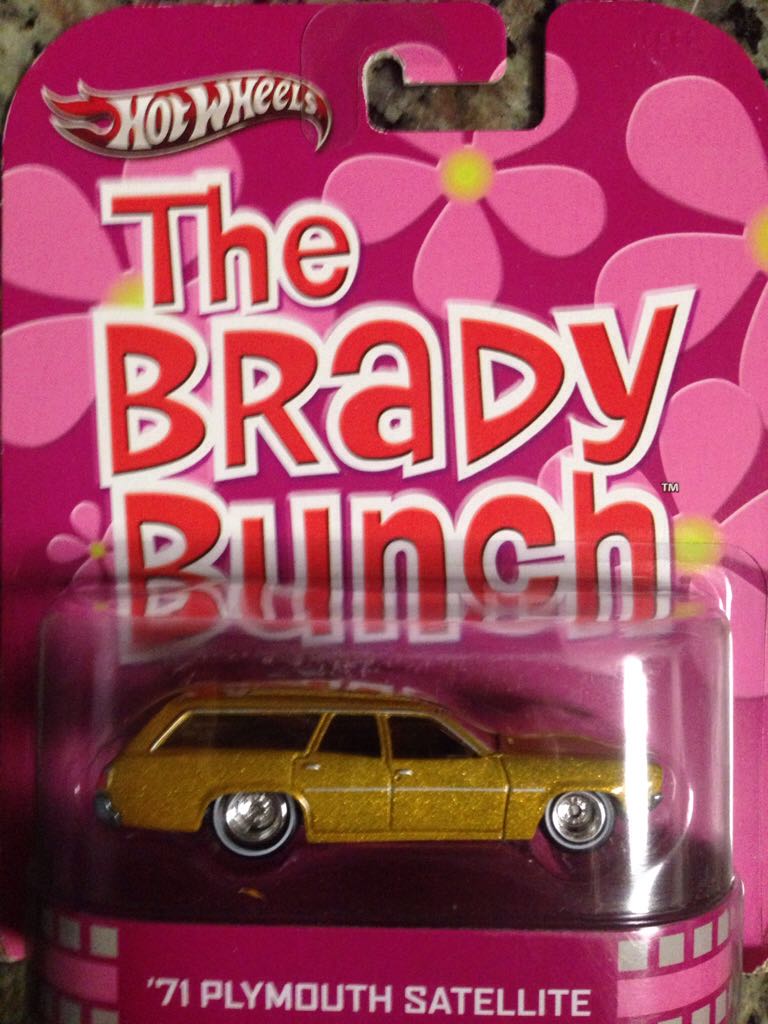 Hot Wheels
The
Brady
Bunch™
'71 PLYMOUTH SATELLITE